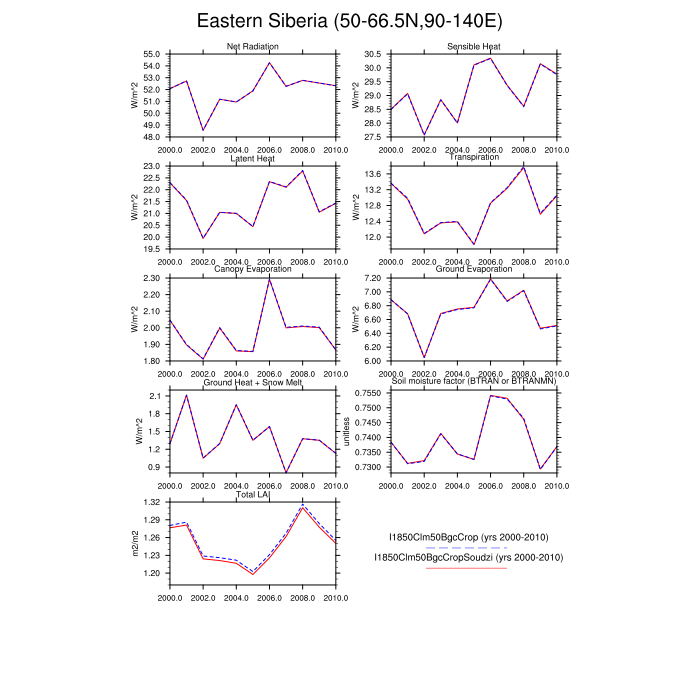 Eastern Siberia (50-66.5N,90-140E)
Net Radiation
W/m^2
55.0
54.0
53.0
52.0
51.0
50.0
49.0
48.0
2000.0 2002.0 2004.0 2006.0 2008.0 2010.0
Sensible Heat
W/m^2
30.5
30.0
29.5
29.0
28.5
28.0
27.5
2000.0 2002.0 2004.0 2006.0 2008.0 2010.0
Latent Heat
W/m^2
23.0
22.5
22.0
21.5
21.0
20.5
20.0
19.5
2000.0 2002.0 2004.0 2006.0 2008.0 2010.0
Transpiration
W/m^2
13.6
13.2
12.8
12.4
12.0
2000.0 2002.0 2004.0 2006.0 2008.0 2010.0
Canopy Evaporation
W/m^2
2.30
2.20
2.10
2.00
1.90
1.80
2000.0 2002.0 2004.0 2006.0 2008.0 2010.0
Ground Evaporation
W/m^2
7.20
6.80
6.60
6.40
6.20
6.00
2000.0 2002.0 2004.0 2006.0 2008.0 2010.0
Ground Heat + Snow Melt
W/m^2
2.1
1.8
1.5
1.2
0.9
2000.0 2002.0 2004.0 2006.0 2008.0 2010.0
Soil moisture factor (BTRAN or BTRANMN)
unitless
0.7550
0.7500
0.7450
0.7400
0.7350
0.7300
2000.0 2002.0 2004.0 2006.0 2008.0 2010.0
Total LAI
m2/m2
1.32
1.29
1.26
1.23
1.20
2000.0 2002.0 2004.0 2006.0 2008.0 2010.0
I1850Clm50BgcCrop (yrs 2000-2010)
I1850Clm50BgcCropSoudzi (yrs 2000-2010)